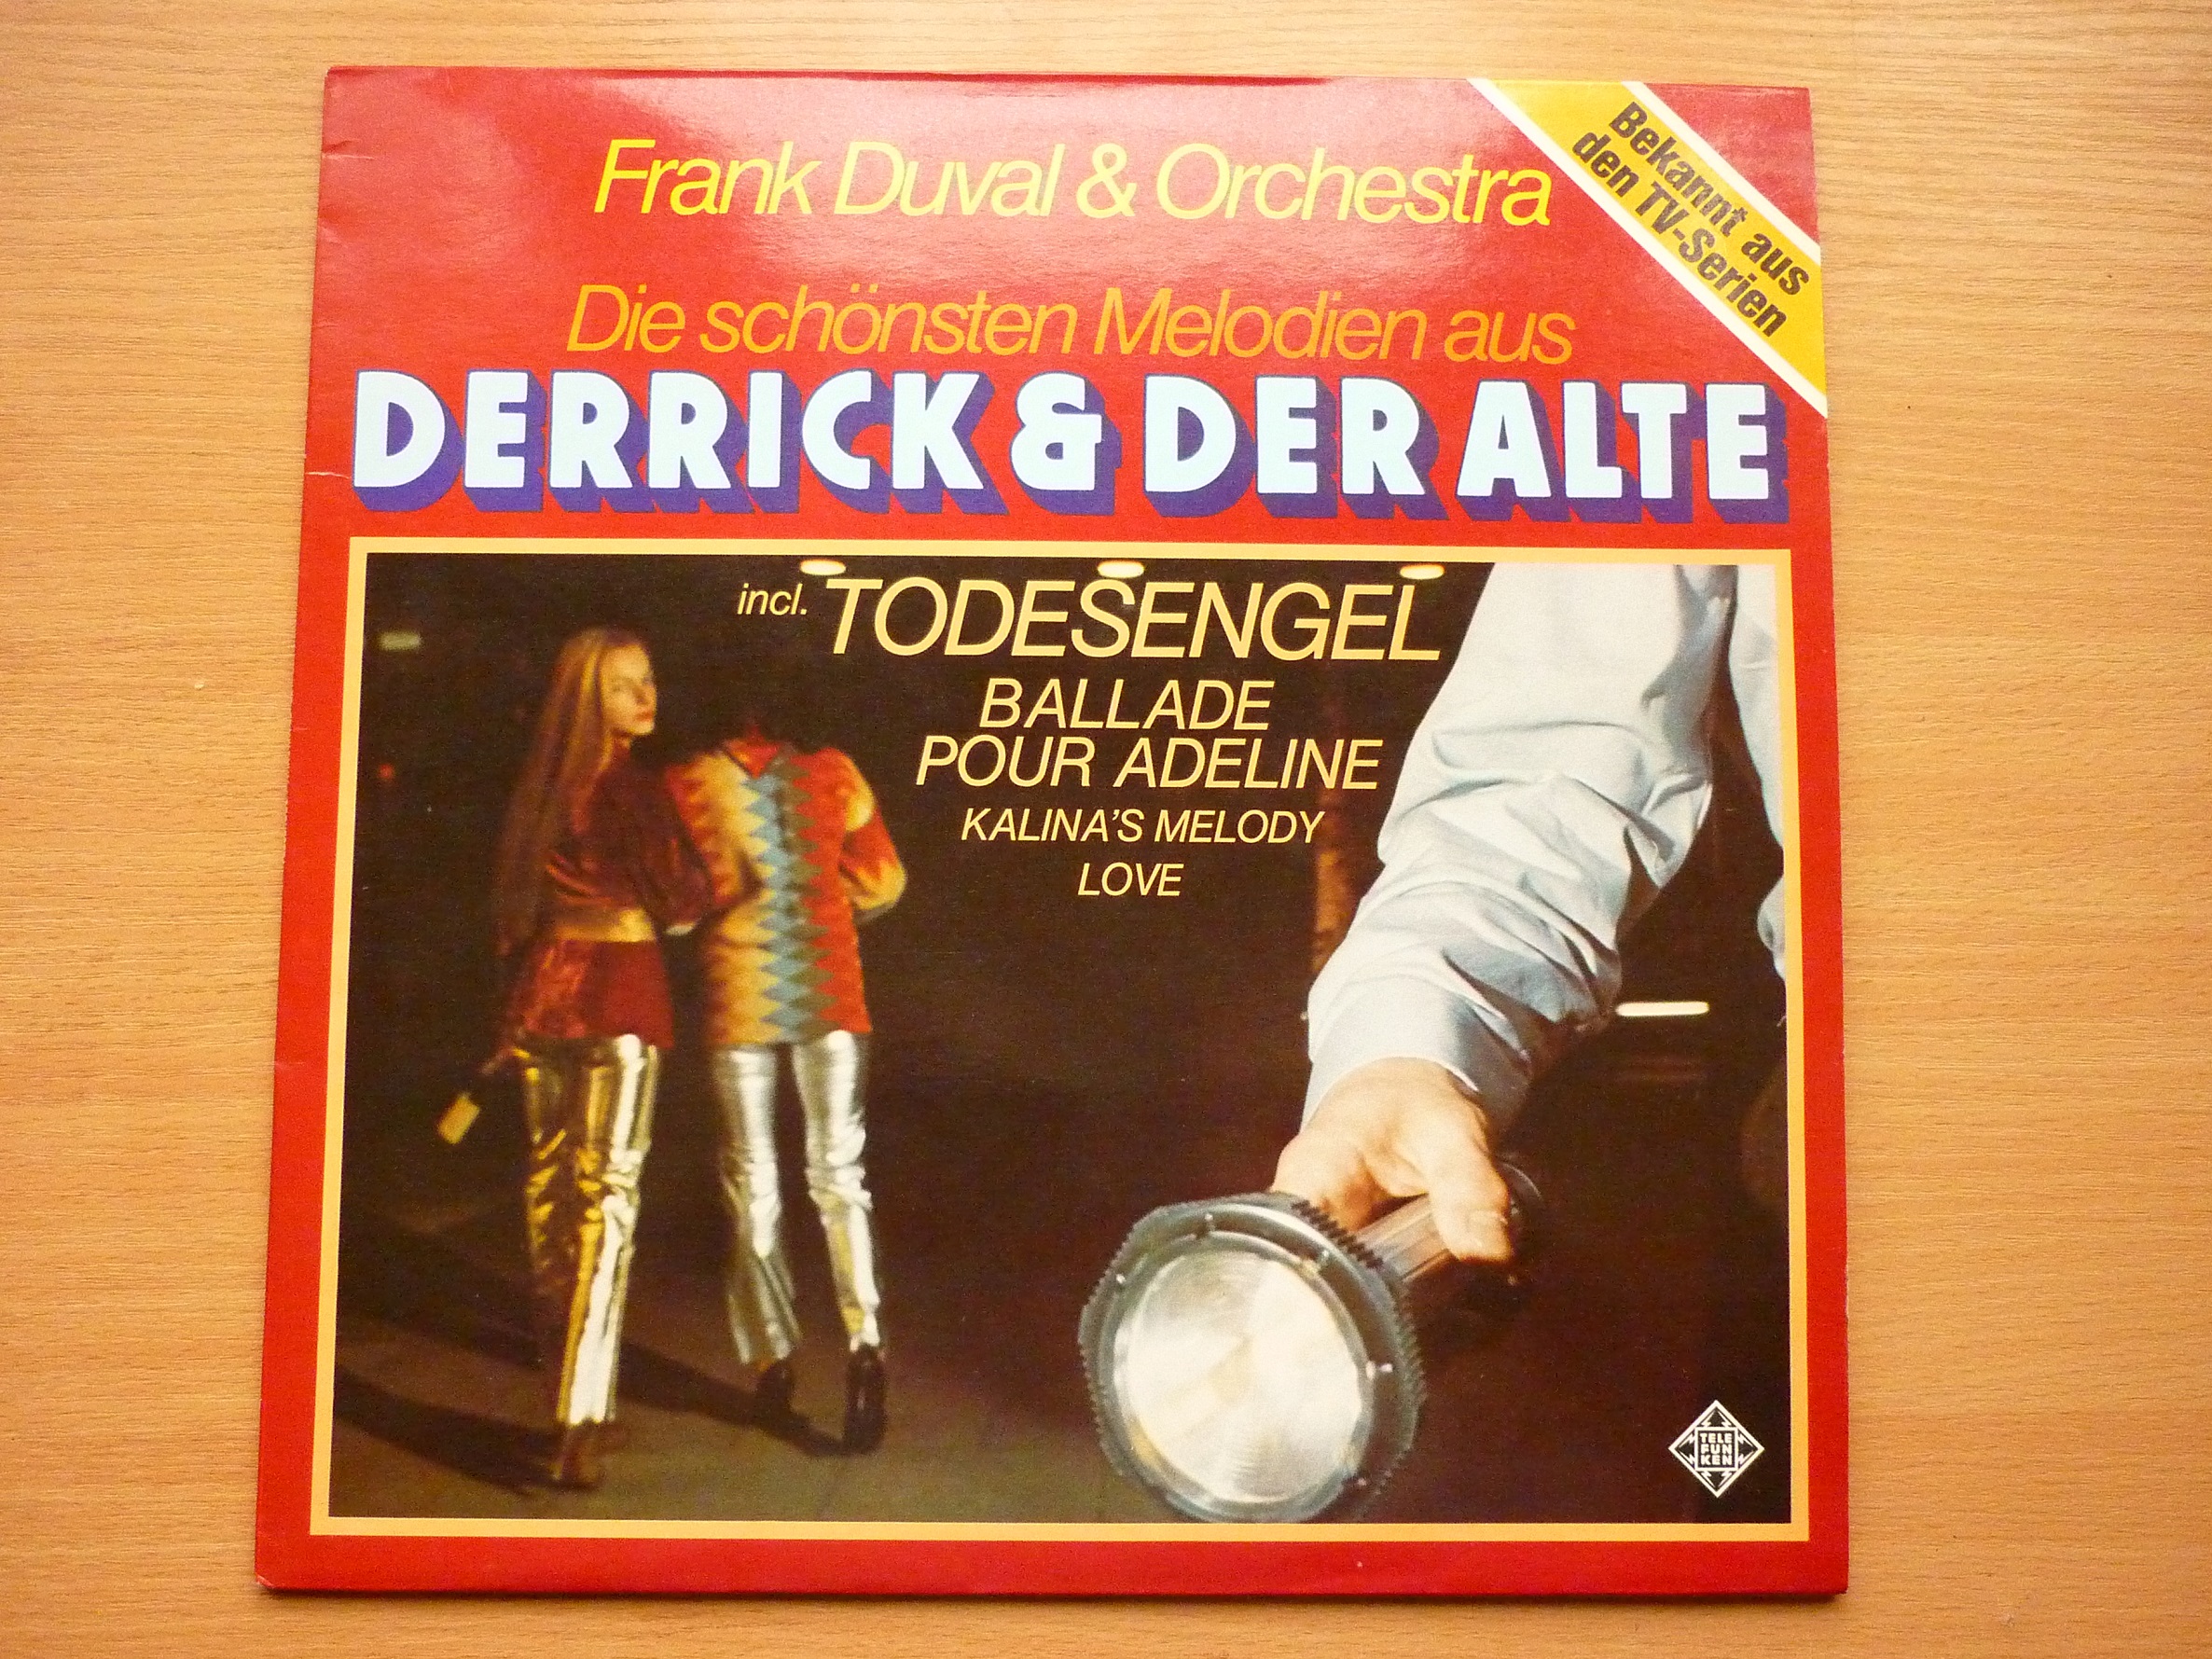 Frank Duval & Orchestra
Bekannt aus
den TV-Serien
Die schönsten Melodien aus
DERRICK & DER ALTE
incl. TODESENGEL
BALLADE
POUR ADELINE
KALINA'S MELODY
LOVE
TELE
FUN
KEN